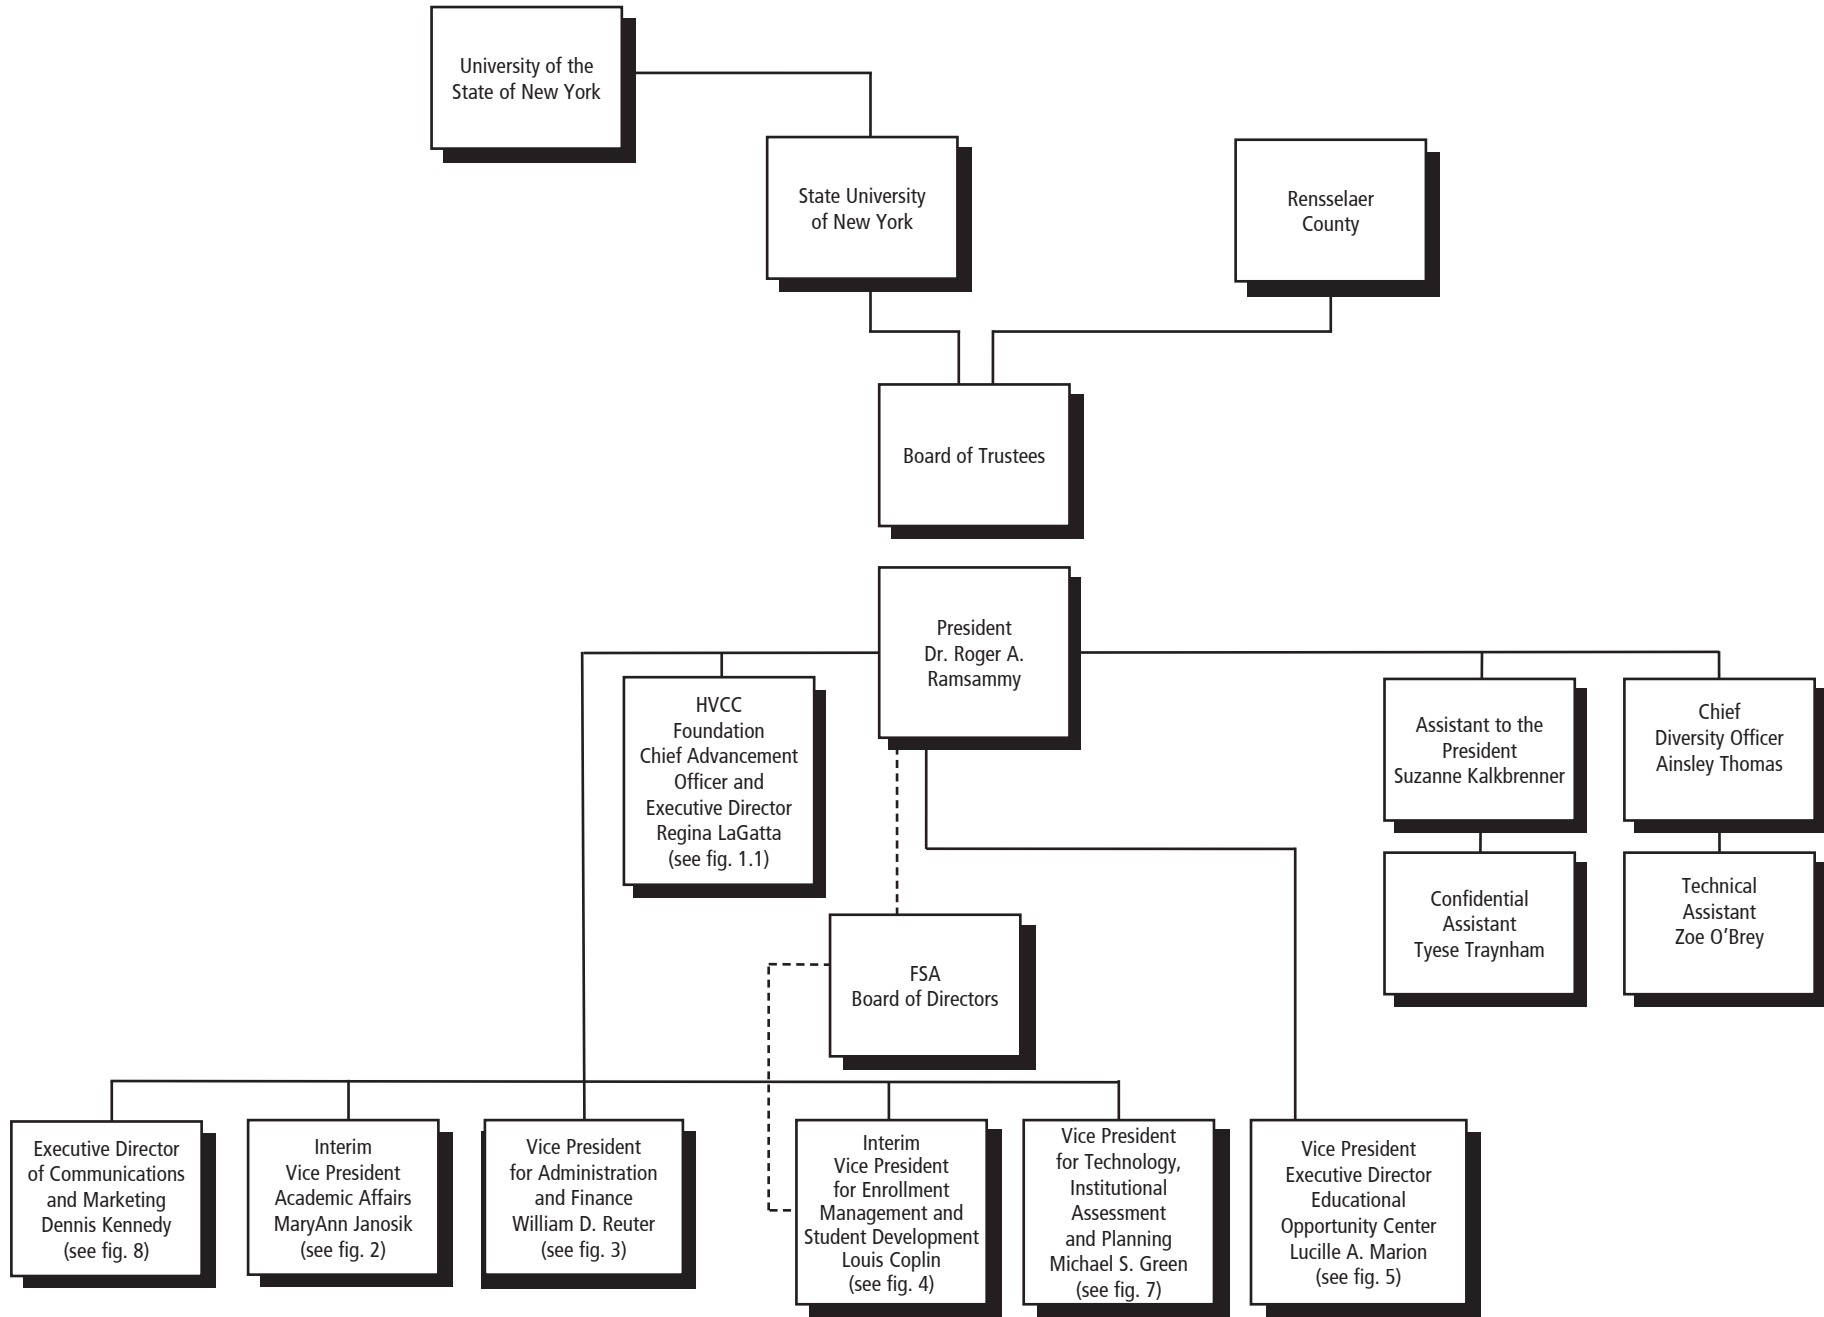 University of the
State of New York
State University
of New York
Rensselaer
County
Board of Trustees
President
Dr. Roger A.
Ramsammy
HVCC
Foundation
Chief Advancement
Officer and
Executive Director
Regina LaGatta
(see fig. 1.1)
Assistant to the
President
Suzanne Kalkbrenner
Chief
Diversity Officer
Ainsley Thomas
Confidential
Assistant
Tyese Traynham
Technical
Assistant
Zoe O’Brey
FSA
Board of Directors
Executive Director
of Communications
and Marketing
Dennis Kennedy
(see fig. 8)
Interim
Vice President
Academic Affairs
MaryAnn Janosik
(see fig. 2)
Vice President
for Administration
and Finance
William D. Reuter
(see fig. 3)
Interim
Vice President
for Enrollment
Management and
Student Development
Louis Coplin
(see fig. 4)
Vice President
for Technology,
Institutional
Assessment
and Planning
Michael S. Green
(see fig. 7)
Vice President
Executive Director
Educational
Opportunity Center
Lucille A. Marion
(see fig. 5)